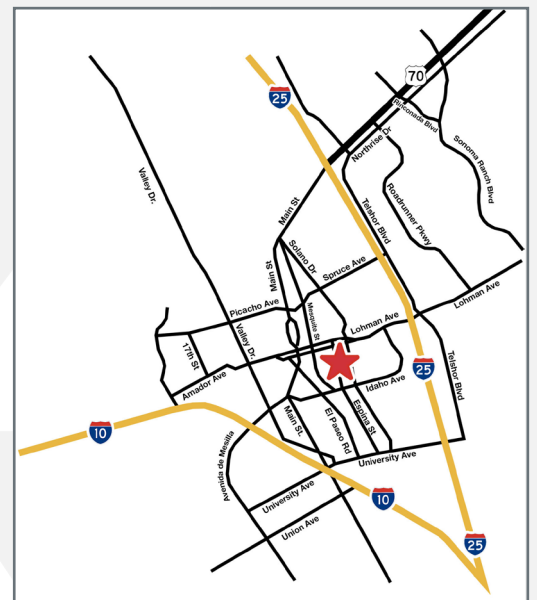 70
25
Rinconada Blvd
Northrise Dr
Sonoma Ranch Blvd
Valley Dr.
Main St
Telshor Blvd
Roadrunner Pkwy
Solano Dr
Main St
Spruce Ave
Lohman Ave
Picacho Ave
Mesquite St
Lohman Ave
Valley Dr.
17th St
25
Telshor Blvd
Amador Ave
Idaho Ave
Main St.
El Paseo Rd
Espina St
10
Avenida de Mesilla
University Ave
University Ave
10
Union Ave
25